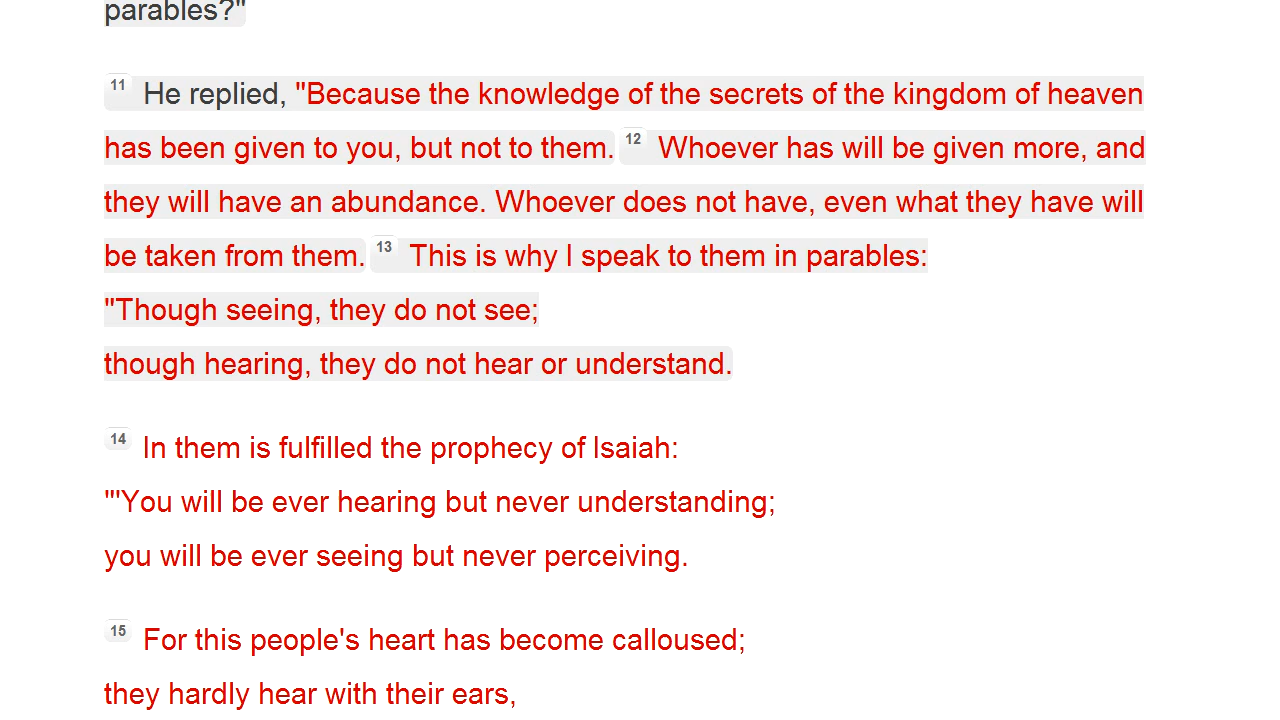 parables?"
11 He replied, "Because the knowledge of the secrets of the kingdom of heaven
has been given to you, but not to them. 12 Whoever has will be given more, and
they will have an abundance. Whoever does not have, even what they have will
be taken from them. 13 This is why I speak to them in parables:
"Though seeing, they do not see;
though hearing, they do not hear or understand.
14 In them is fulfilled the prophecy of Isaiah:
"'You will be ever hearing but never understanding;
you will be ever seeing but never perceiving.
15 For this people's heart has become calloused;
they hardly hear with their ears,